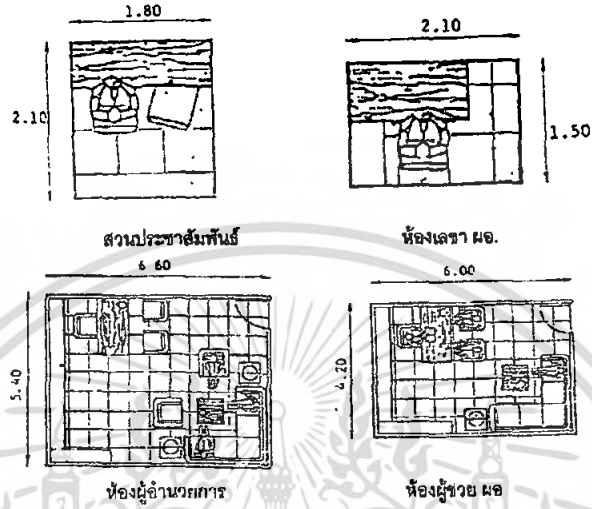 1.80
2.10
2.10
1.50
สวนประชาสัมพันธ์
ห้องเลขา ผอ.
6 60
6.00
5.40
4.20
ห้องผู้อำนวยการ
ห้องผู้ชวย ผอ